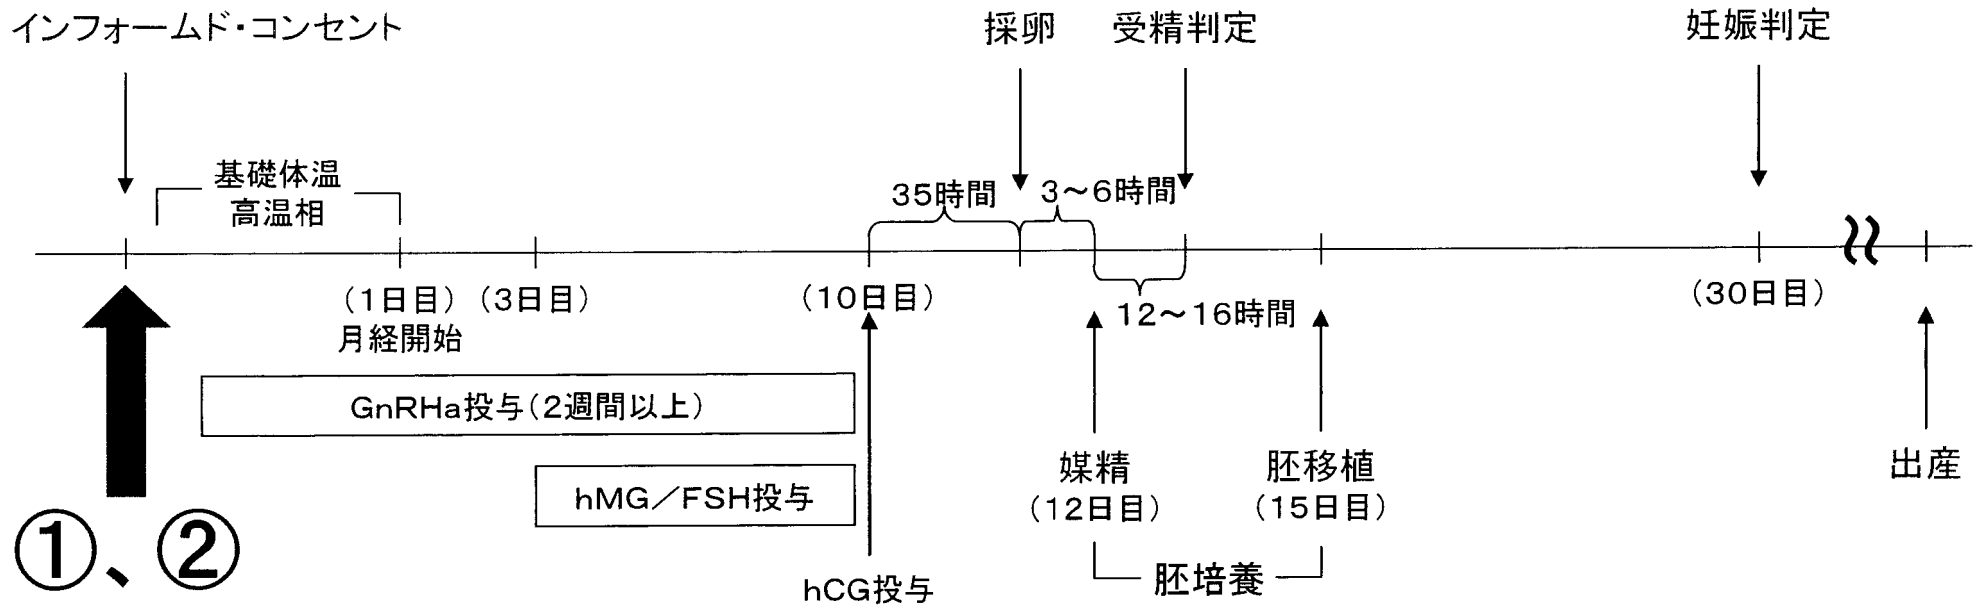 インフォームド・コンセント
採卵
受精判定
妊娠判定
基礎体温
高温相
35時間
3～6時間
(1日目)
(3日目)
(10日目)
12～16時間
(30日目)
月経開始
GnRHa投与(2週間以上)
hMG／FSH投与
媒精
(12日目)
胚移植
(15日目)
出産
①、②
hCG投与
胚培養